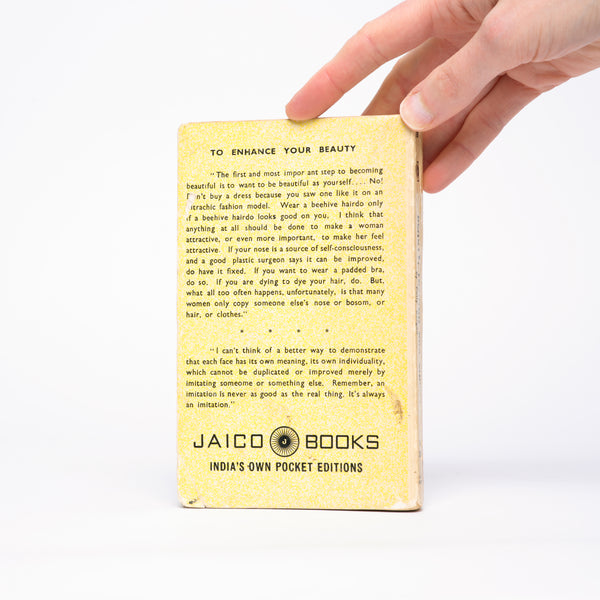 TO ENHANCE YOUR BEAUTY
"The first and most impor ant step to becoming
beautiful is to want to be beautiful as yourself.... No!
n't buy a dress because you saw one like it on an
trachic fashion model. Wear a beehive hairdo only
if a beehive hairdo looks good on you. I think that
anything at all should be done to make a woman
attractive, or even more important, to make her feel
attractive. If your nose is a source of self-consciousness,
and a good plastic surgeon says it can be improved,
do have it fixed. If you want to wear a padded bra,
do so. If you are dying to dye your hair, do. But,
what all too often happens, unfortunately, is that many
women only copy someone else's nose or bosom, or
hair, or clothes."
* * * *
"I can't think of a better way to demonstrate
that each face has its own meaning, its own individuality,
which cannot be duplicated or improved merely by
imitating someone or something else. Remember, an
imitation is never as good as the real thing. It's always
an imitation."
JAICO J BOOKS
INDIA'S OWN POCKET EDITIONS